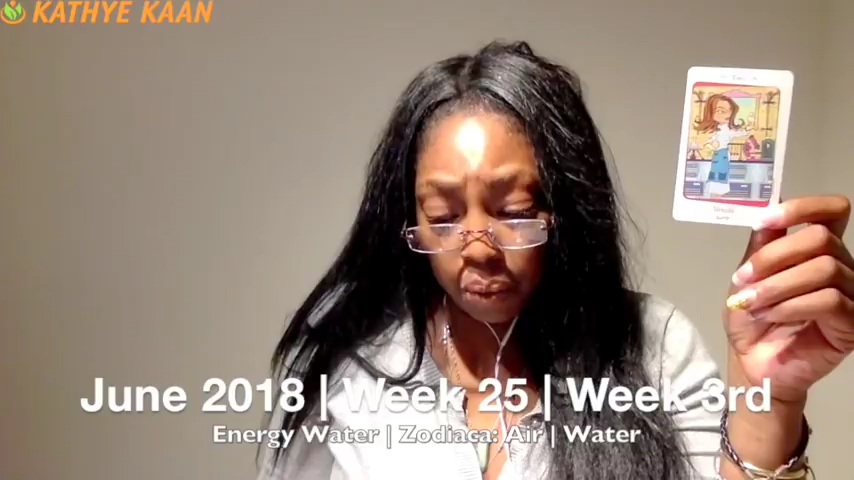 KATHYE KAAN
June 2018 | Week 25 | Week 3rd
Energy Water | Zodiaca: Air | Water